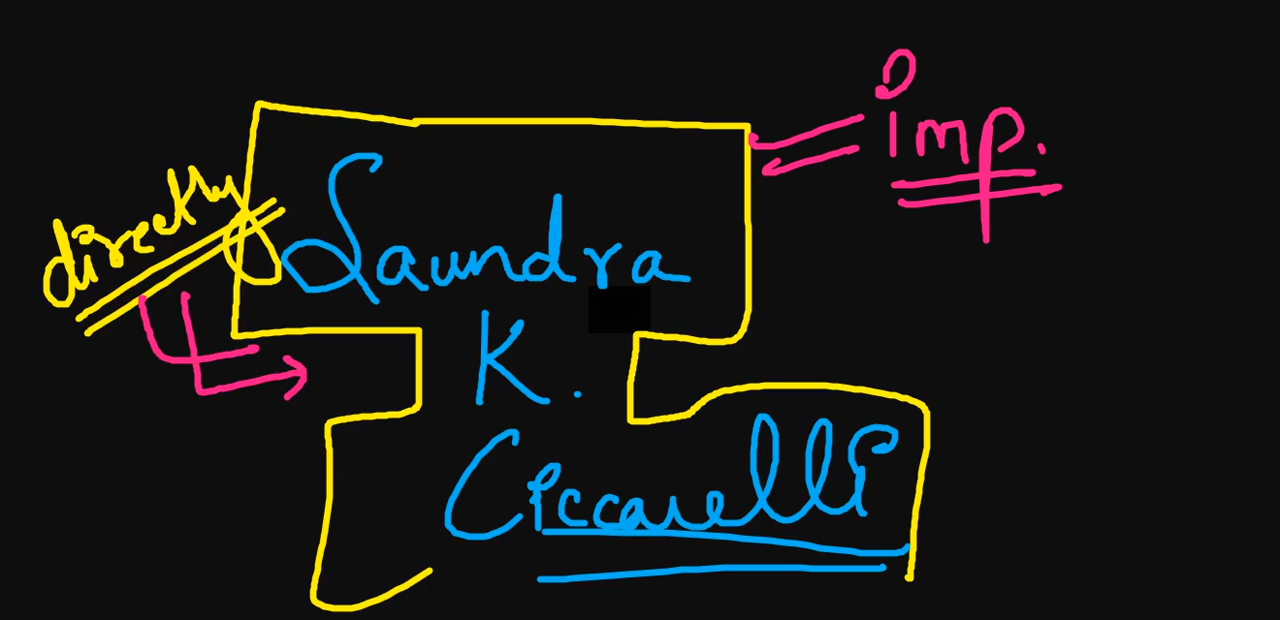 Imp.
directly
Saundra
K.
Ciccarelli